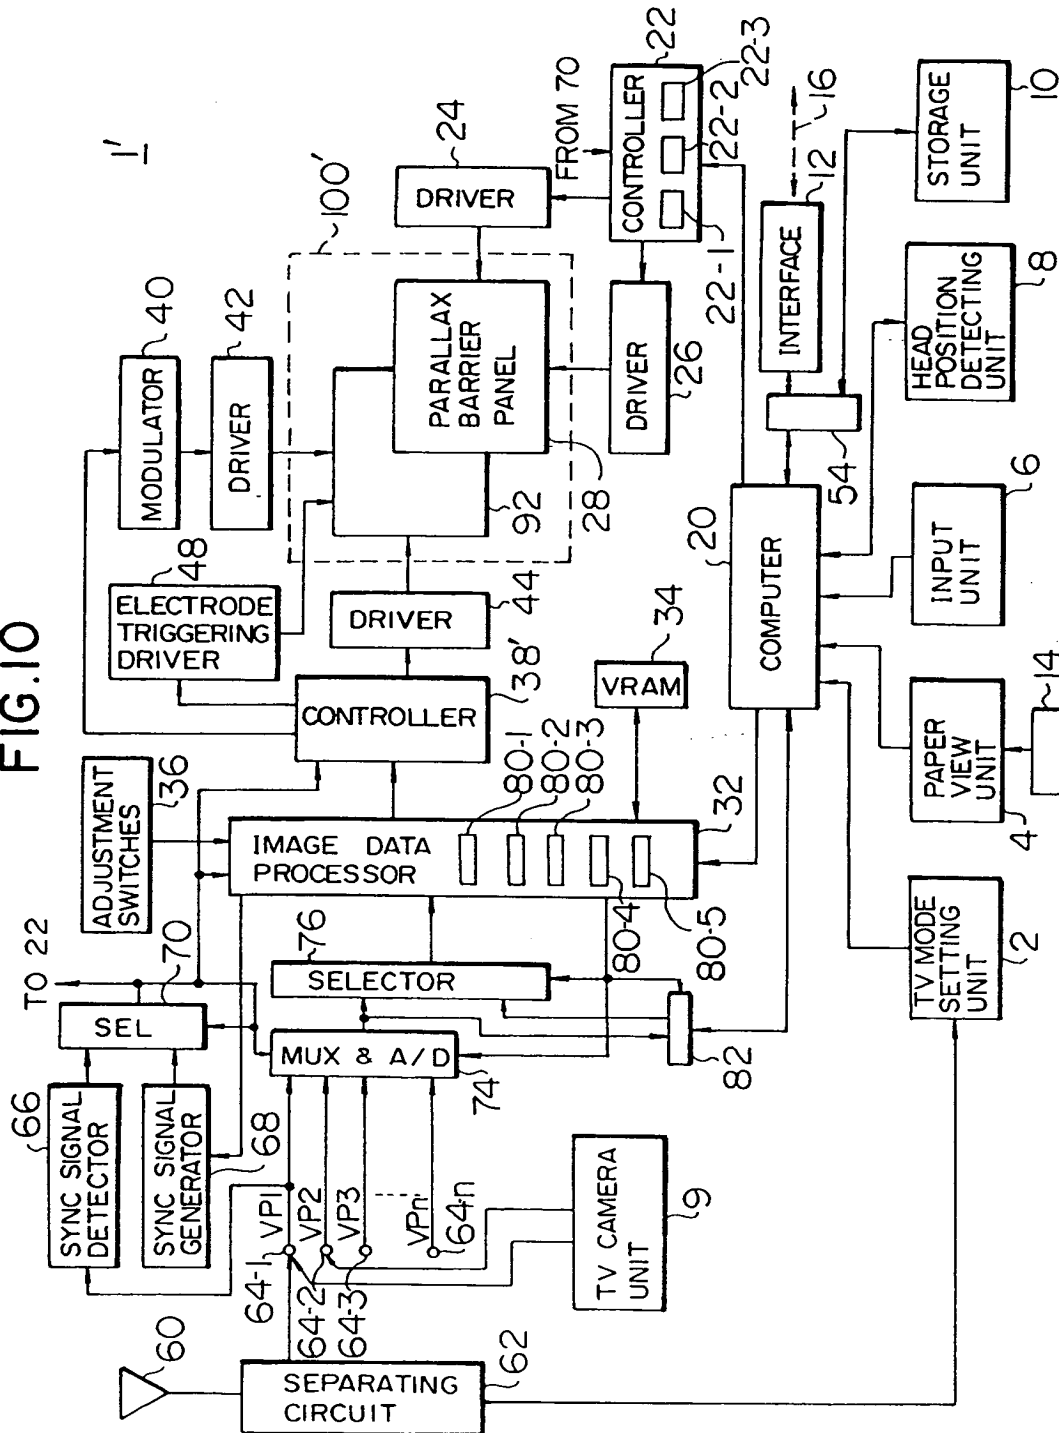 FIG.10
1'
ADJUSTMENT
SWITCHES
36
ELECTRODE
TRIGGERING
DRIVER
48
MODULATOR
40
DRIVER
42
100'
DRIVER
24
FROM 70
CONTROLLER
22
22-1
22-2
22-3
PARALLAX
BARRIER
PANEL
92
28
DRIVER
26
DRIVER
44
CONTROLLER
38'
TO 22
70
SEL
66
SYNC SIGNAL
DETECTOR
SYNC SIGNAL
GENERATOR
68
IMAGE DATA
PROCESSOR
80-1
80-2
80-3
80-4
80-5
32
VRAM
34
76
SELECTOR
MUX & A/D
74
82
VP1
VP2
VP3
VPn
64-1
64-2
64-3
64-n
60
SEPARATING
CIRCUIT
62
TV CAMERA
UNIT
9
20
COMPUTER
54
INTERFACE
12
16
TV MODE
SETTING
UNIT
2
PAPER
VIEW
UNIT
4
14
INPUT
UNIT
6
HEAD
POSITION
DETECTING
UNIT
8
STORAGE
UNIT
10